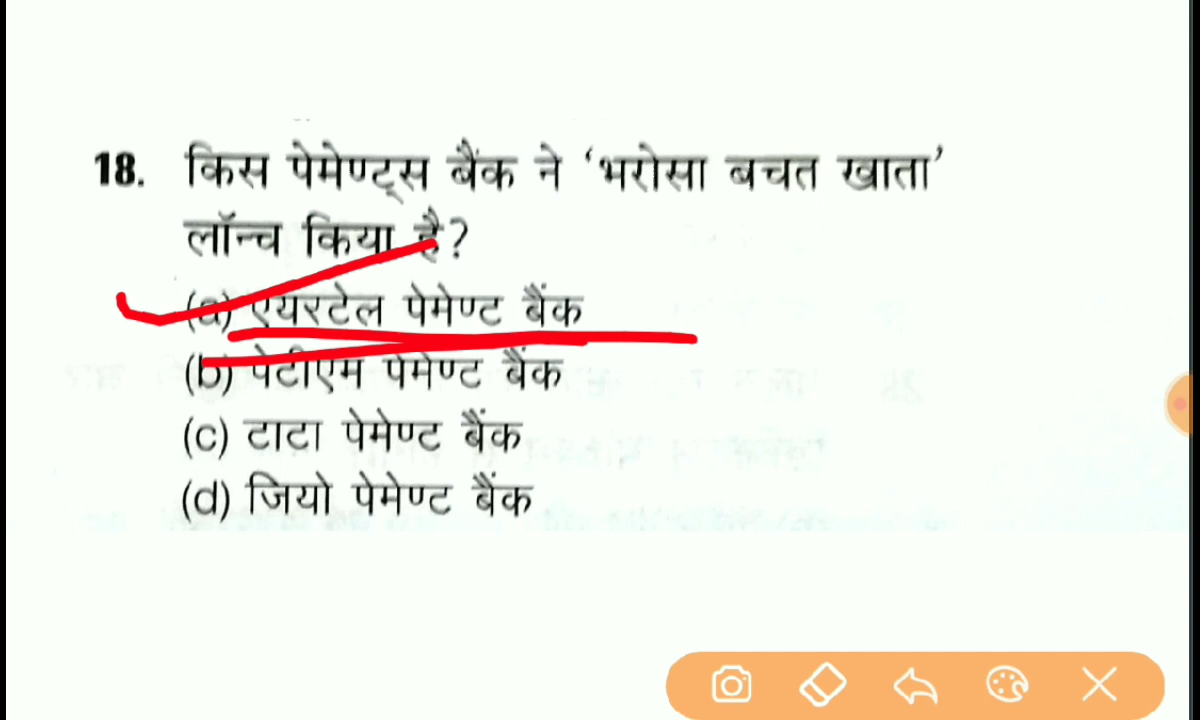 18. किस पेमेण्ट्स बैंक ने ‘भरोसा बचत खाता’
लॉन्च किया है?
(a) एयरटेल पेमेण्ट बैंक
(b) पेटीएम पेमेण्ट बैंक
(c) टाटा पेमेण्ट बैंक
(d) जियो पेमेण्ट बैंक